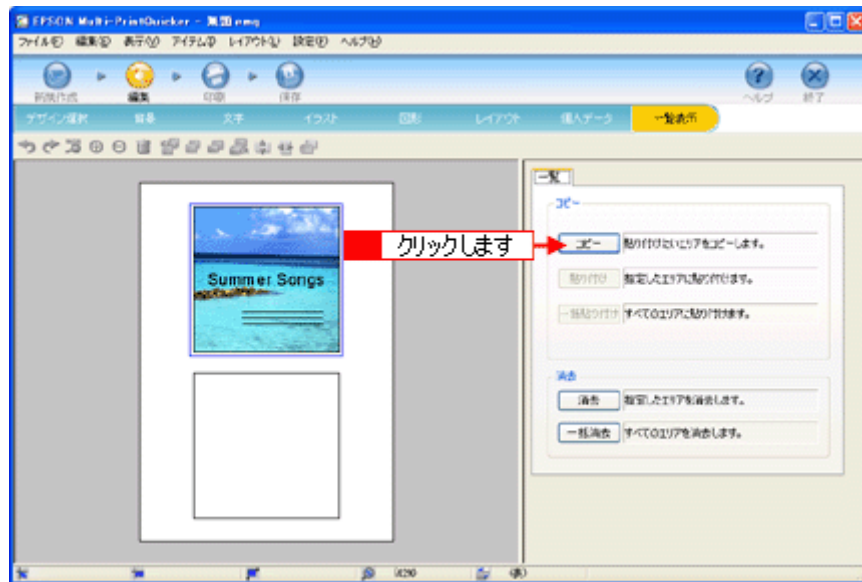 EPSON Multi-PrintQuicker - 無題.emq
ファイル(F) 編集(E) 表示(V) アイテム(I) レイアウト(L) 設定(P) ヘルプ(H)
新規作成 編集 印刷 保存 ヘルプ 終了
デザイン選択 背景 文字 イラスト 図形 レイアウト 個人データ 一覧表示
一覧
コピー
クリックします
コピー 貼り付けたいエリアをコピーします。
Summer Songs
貼り付け 指定したエリアに貼り付けます。
一括貼り付け すべてのエリアに貼り付けます。
消去
消去 指定したエリアを消去します。
一括消去 すべてのエリアを消去します。